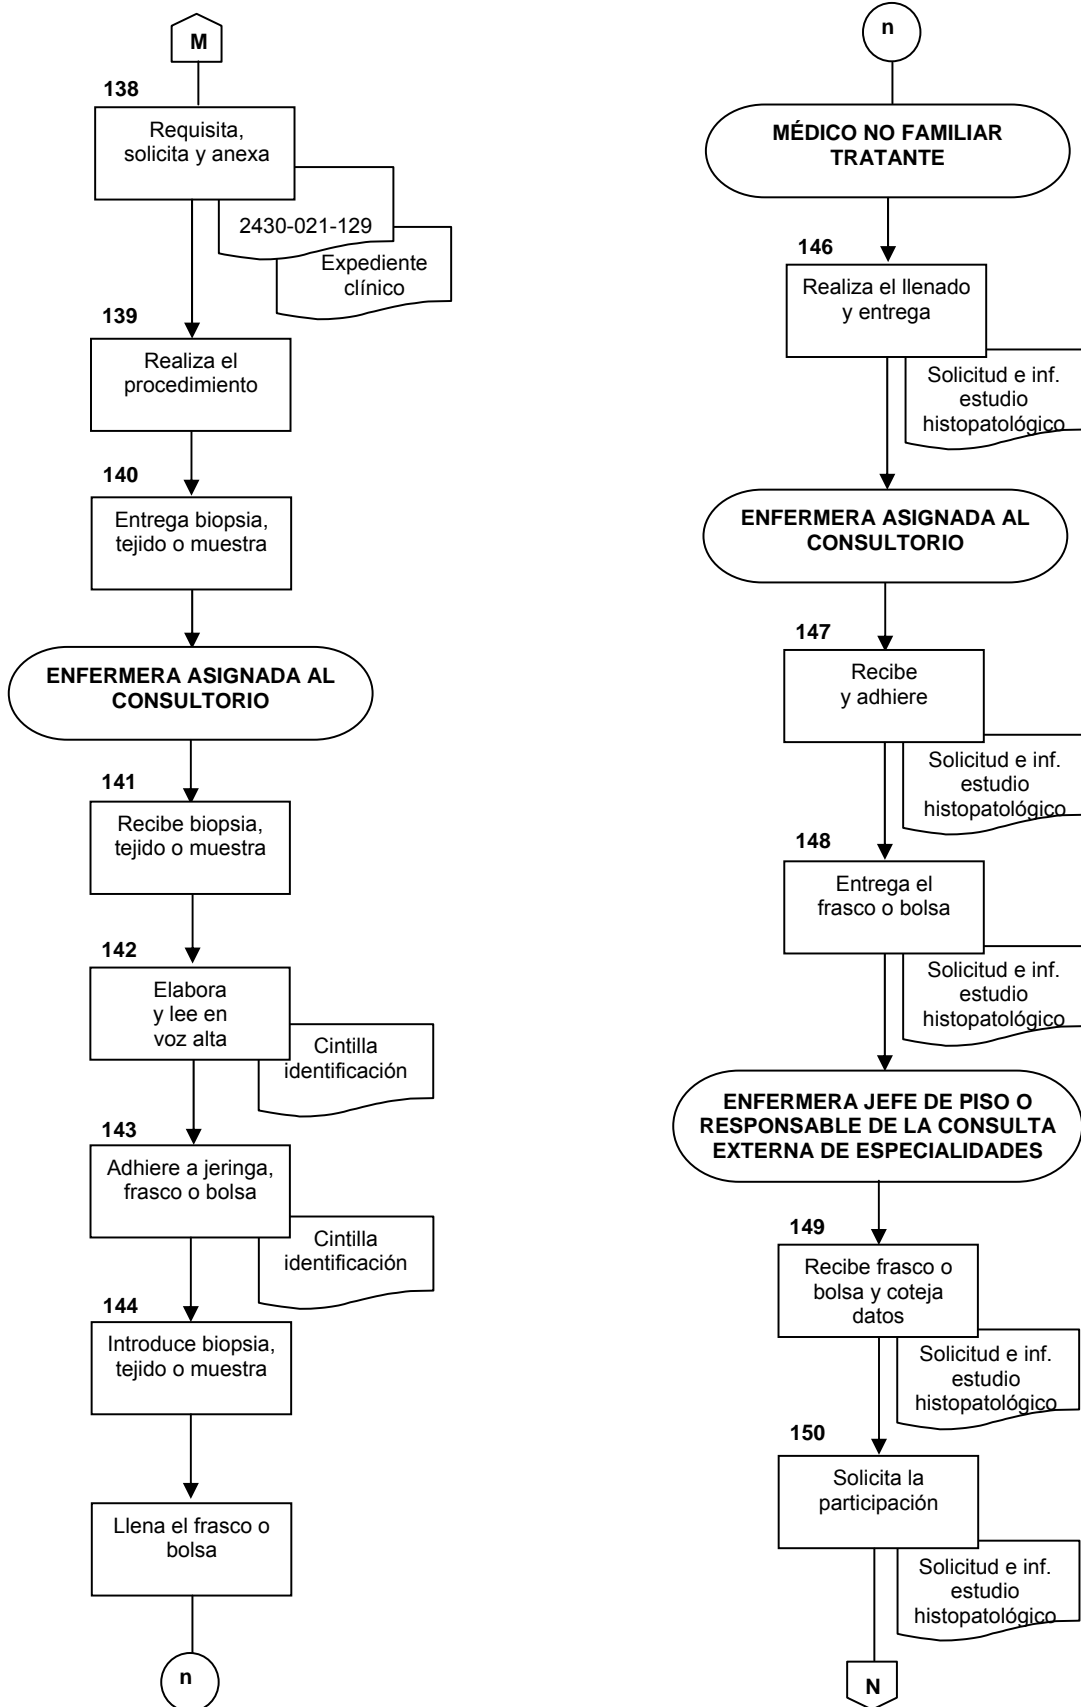 M
138
Requisita,
solicita y anexa
2430-021-129
Expediente
clínico
139
Realiza el
procedimiento
140
Entrega biopsia,
tejido o muestra
ENFERMERA ASIGNADA AL
CONSULTORIO
141
Recibe biopsia,
tejido o muestra
142
Elabora
y lee en
voz alta
Cintilla
identificación
143
Adhiere a jeringa,
frasco o bolsa
Cintilla
identificación
144
Introduce biopsia,
tejido o muestra
Llena el frasco o
bolsa
n
n
MÉDICO NO FAMILIAR
TRATANTE
146
Realiza el llenado
y entrega
Solicitud e inf.
estudio
histopatológico
ENFERMERA ASIGNADA AL
CONSULTORIO
147
Recibe
y adhiere
Solicitud e inf.
estudio
histopatológico
148
Entrega el
frasco o bolsa
Solicitud e inf.
estudio
histopatológico
ENFERMERA JEFE DE PISO O
RESPONSABLE DE LA CONSULTA
EXTERNA DE ESPECIALIDADES
149
Recibe frasco o
bolsa y coteja
datos
Solicitud e inf.
estudio
histopatológico
150
Solicita la
participación
Solicitud e inf.
estudio
histopatológico
N